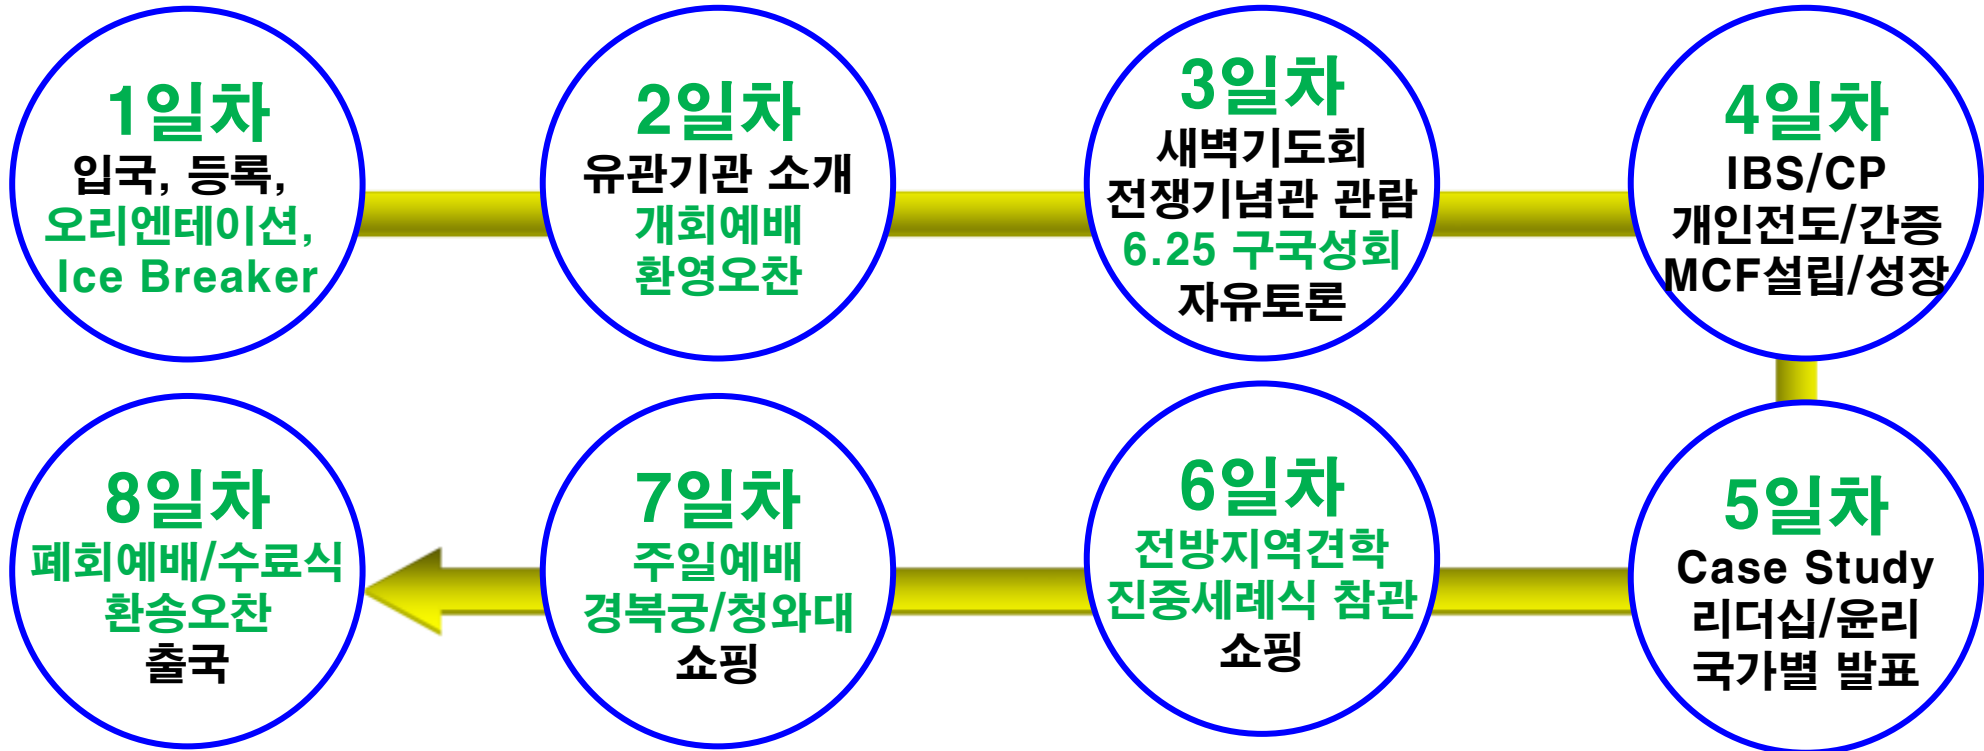 1일차
입국, 등록,
오리엔테이션,
Ice Breaker
2일차
유관기관 소개
개회예배
환영오찬
3일차
새벽기도회
전쟁기념관 관람
6.25 구국성회
자유토론
4일차
IBS/CP
개인전도/간증
MCF설립/성장
5일차
Case Study
리더십/윤리
국가별 발표
6일차
전방지역견학
진중세례식 참관
쇼핑
7일차
주일예배
경복궁/청와대
쇼핑
8일차
폐회예배/수료식
환송오찬
출국